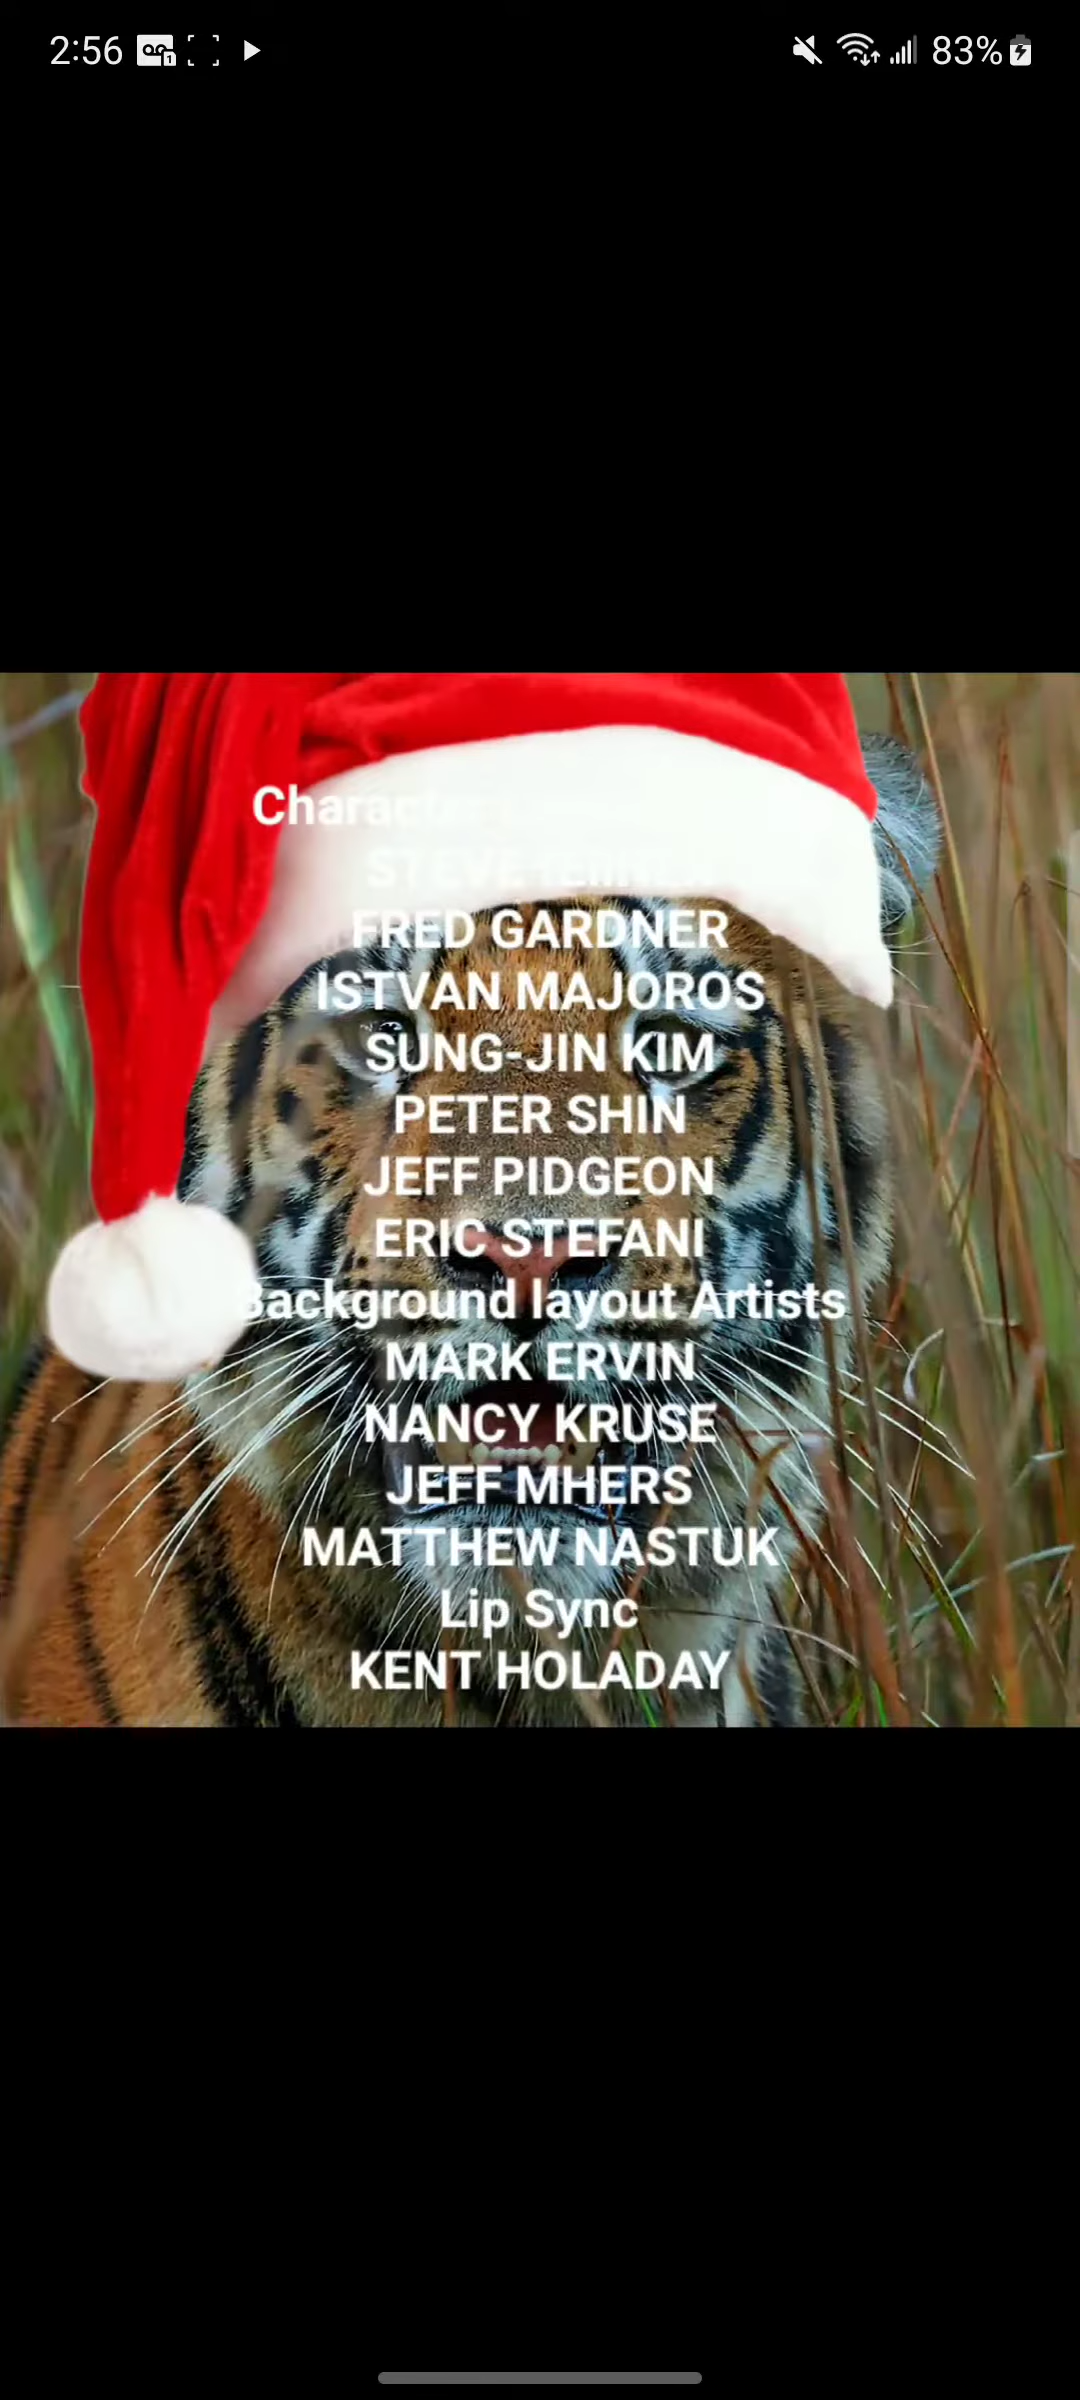 2:56
83%
STEVE
FRED GARDNER
ISTVAN MAJOROS
SUNG-JIN KIM
PETER SHIN
JEFF PIDGEON
ERIC STEFANI
Background layout Artists
MARK ERVIN
NANCY KRUSE
JEFF MHERS
MATTHEW NASTUK
Lip Sync
KENT HOLADAY